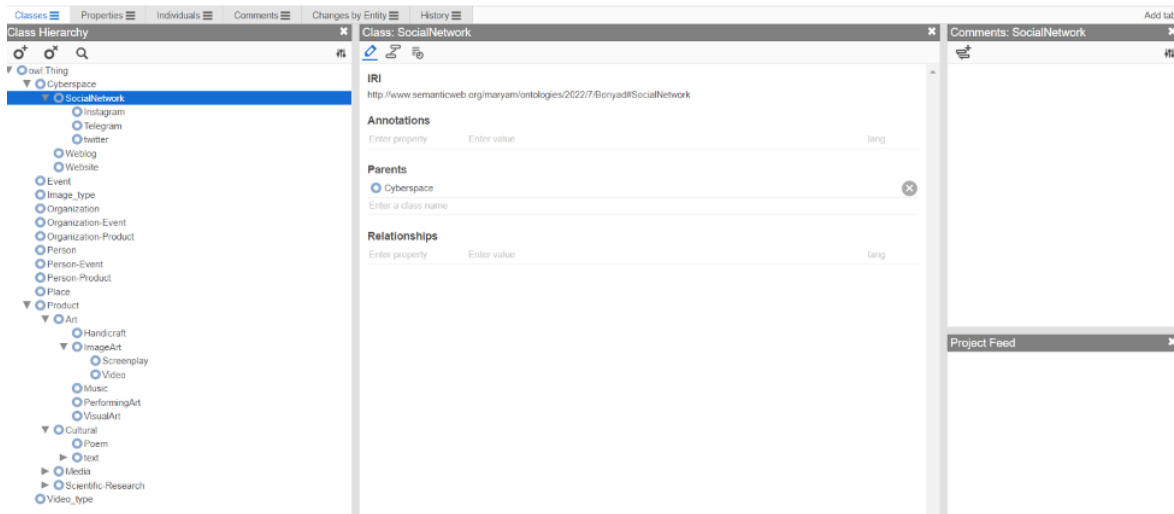 Classes Properties Individuals Comments Changes by Entity History Add tab
Class Hierarchy
owl:Thing
Cyberspace
SocialNetwork
Instagram
Telegram
twitter
Weblog
Website
Event
Image_type
Organization
Organization-Event
Organization-Product
Person
Person-Event
Person-Product
Place
Product
Art
Handicraft
ImageArt
Screenplay
Video
Music
PerformingArt
VisualArt
Cultural
Poem
text
Media
Scientific-Research
Video_type
Class: SocialNetwork
IRI
http://www.semanticweb.org/maryam/ontologies/2022/7/Bonyad#SocialNetwork
Annotations
Enter property Enter value lang
Parents
Cyberspace
Enter a class name
Relationships
Enter property Enter value lang
Comments: SocialNetwork
Project Feed